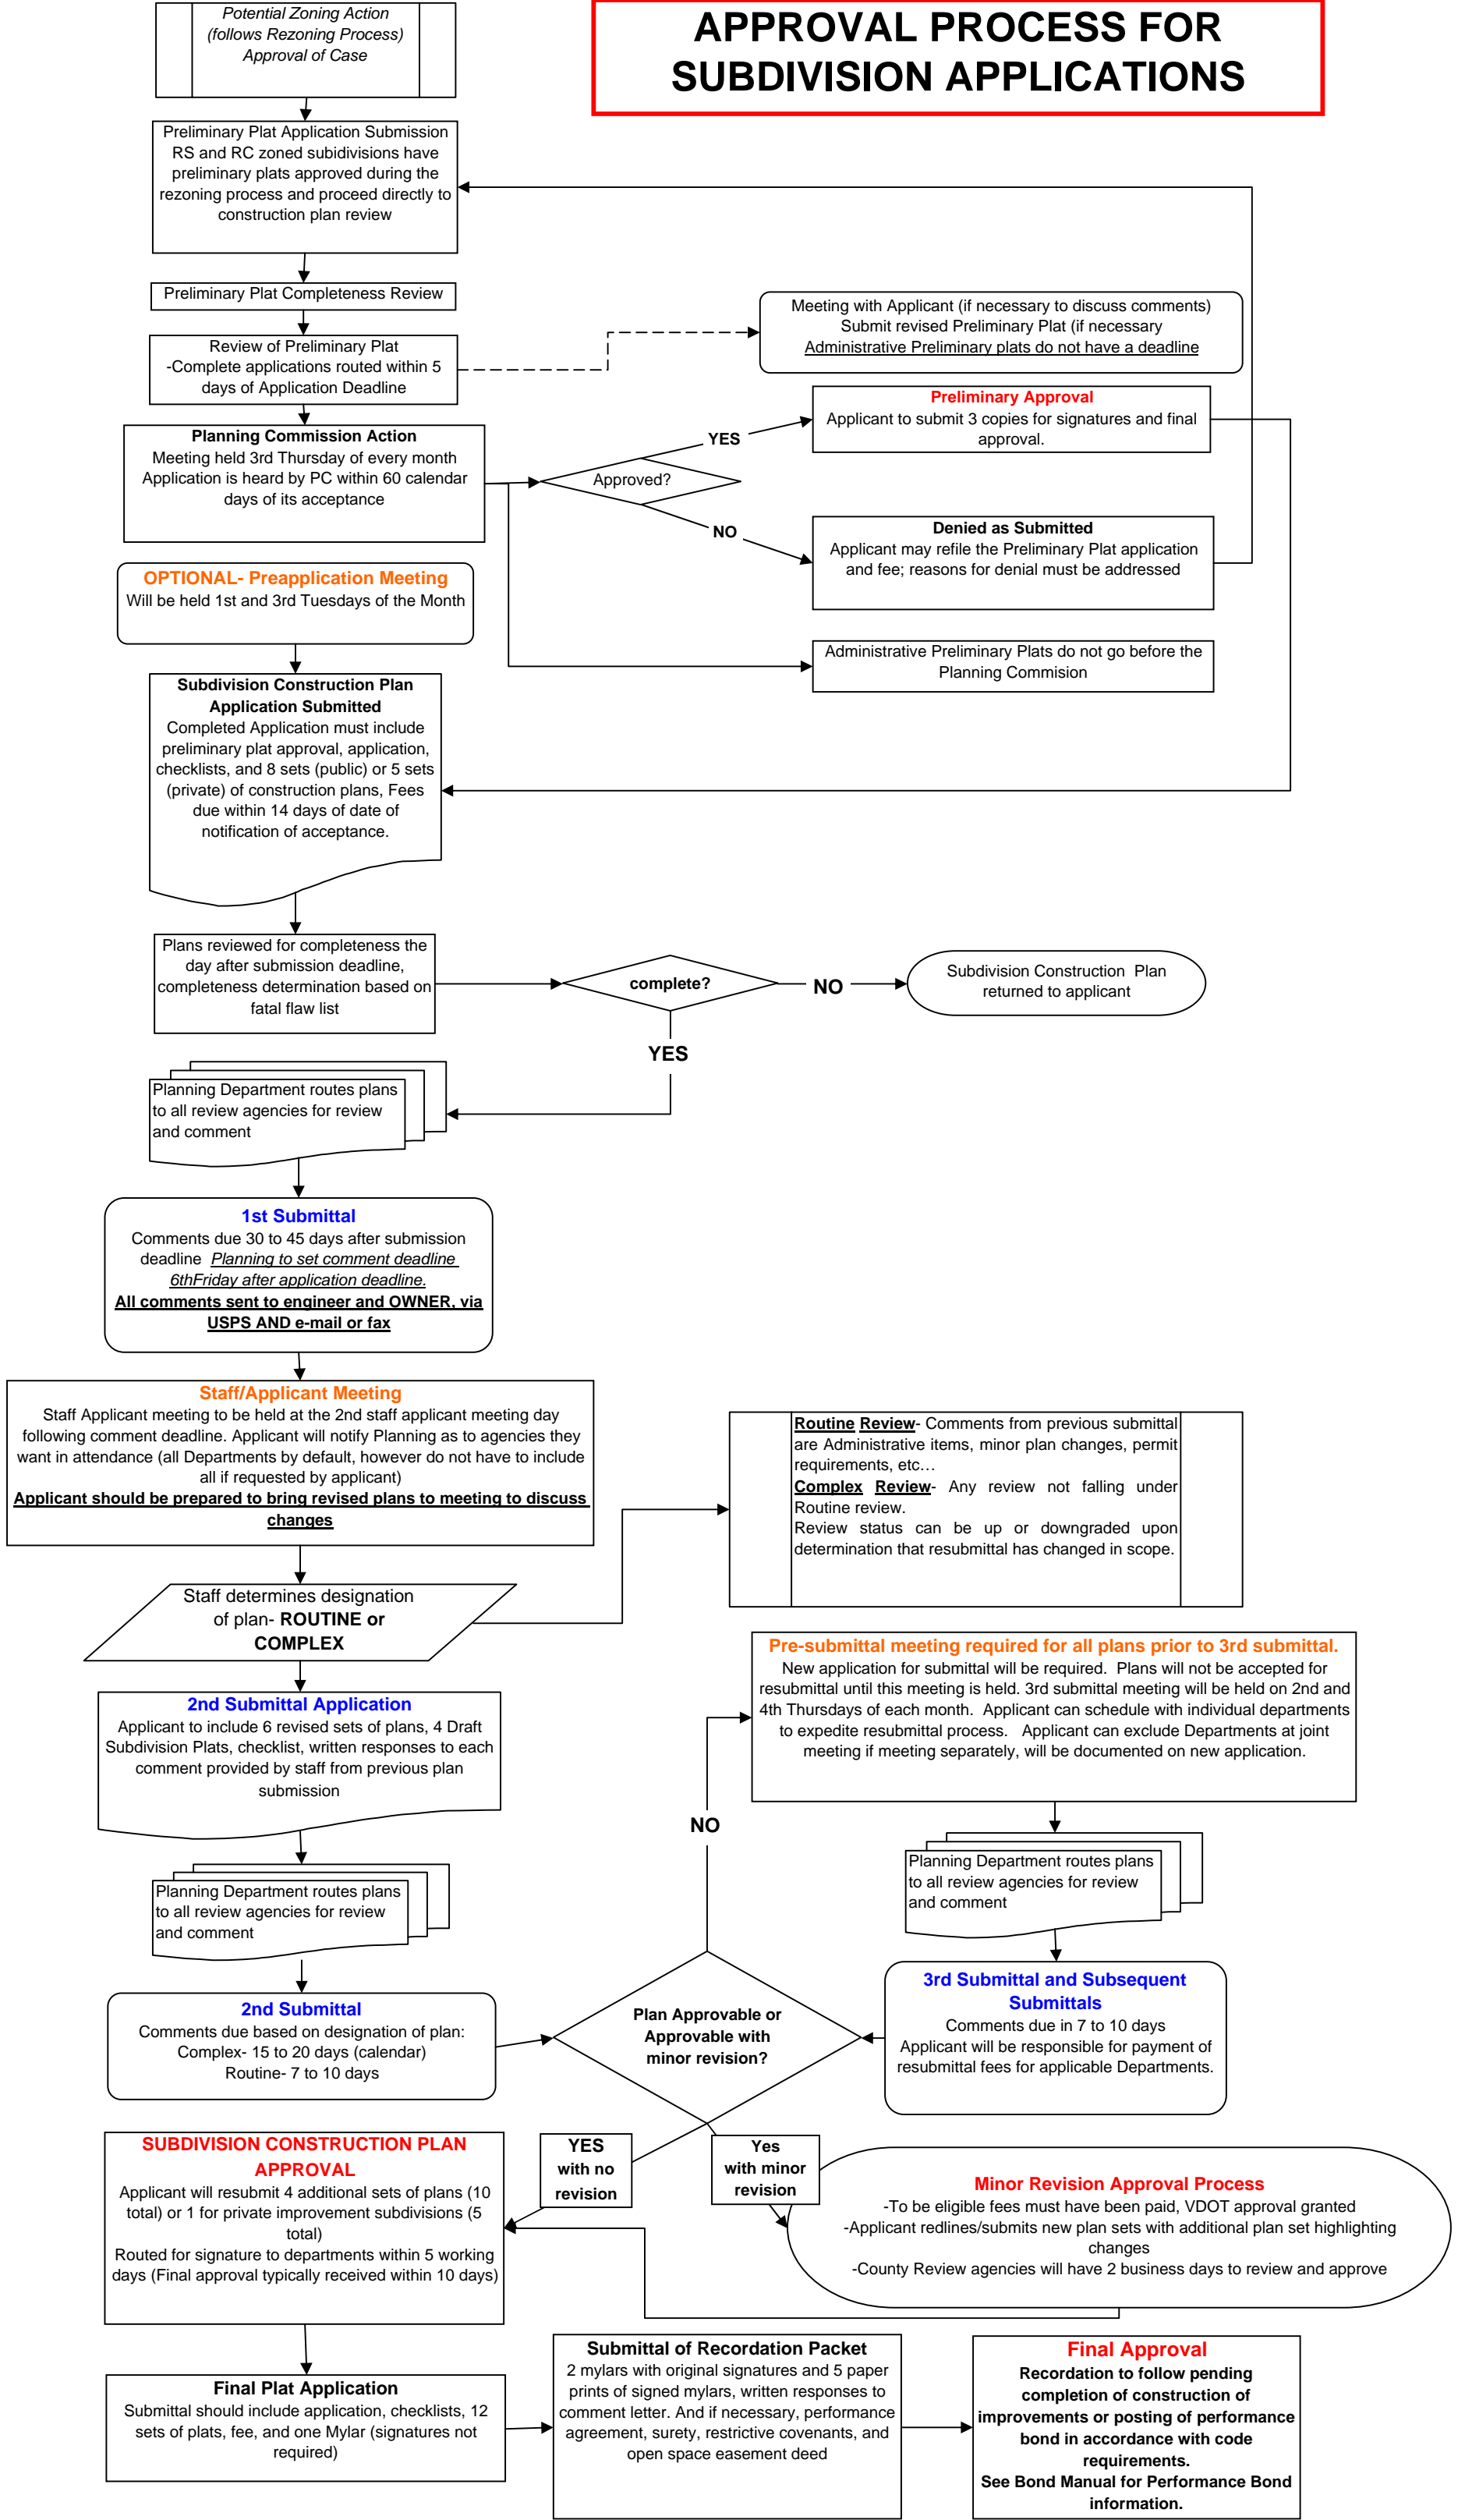 APPROVAL PROCESS FOR
SUBDIVISION APPLICATIONS
Potential Zoning Action
(follows Rezoning Process)
Approval of Case
Preliminary Plat Application Submission
RS and RC zoned subidivisions have
preliminary plats approved during the
rezoning process and proceed directly to
construction plan review
Preliminary Plat Completeness Review
Review of Preliminary Plat
-Complete applications routed within 5
days of Application Deadline
Meeting with Applicant (if necessary to discuss comments)
Submit revised Preliminary Plat (if necessary
Administrative Preliminary plats do not have a deadline
Planning Commission Action
Meeting held 3rd Thursday of every month
Application is heard by PC within 60 calendar
days of its acceptance
Approved?
YES
Preliminary Approval
Applicant to submit 3 copies for signatures and final
approval.
NO
Denied as Submitted
Applicant may refile the Preliminary Plat application
and fee; reasons for denial must be addressed
Administrative Preliminary Plats do not go before the
Planning Commision
OPTIONAL- Preapplication Meeting
Will be held 1st and 3rd Tuesdays of the Month
Subdivision Construction Plan
Application Submitted
Completed Application must include
preliminary plat approval, application,
checklists, and 8 sets (public) or 5 sets
(private) of construction plans, Fees
due within 14 days of date of
notification of acceptance.
Plans reviewed for completeness the
day after submission deadline,
completeness determination based on
fatal flaw list
complete?
NO
Subdivision Construction Plan
returned to applicant
YES
Planning Department routes plans
to all review agencies for review
and comment
1st Submittal
Comments due 30 to 45 days after submission
deadline Planning to set comment deadline
6thFriday after application deadline.
All comments sent to engineer and OWNER, via
USPS AND e-mail or fax
Staff/Applicant Meeting
Staff Applicant meeting to be held at the 2nd staff applicant meeting day
following comment deadline. Applicant will notify Planning as to agencies they
want in attendance (all Departments by default, however do not have to include
all if requested by applicant)
Applicant should be prepared to bring revised plans to meeting to discuss
changes
Routine Review- Comments from previous submittal
are Administrative items, minor plan changes, permit
requirements, etc…
Complex Review- Any review not falling under
Routine review.
Review status can be up or downgraded upon
determination that resubmittal has changed in scope.
Staff determines designation
of plan- ROUTINE or
COMPLEX
2nd Submittal Application
Applicant to include 6 revised sets of plans, 4 Draft
Subdivision Plats, checklist, written responses to each
comment provided by staff from previous plan
submission
Planning Department routes plans
to all review agencies for review
and comment
2nd Submittal
Comments due based on designation of plan:
Complex- 15 to 20 days (calendar)
Routine- 7 to 10 days
Plan Approvable or
Approvable with
minor revision?
NO
Pre-submittal meeting required for all plans prior to 3rd submittal.
New application for submittal will be required. Plans will not be accepted for
resubmittal until this meeting is held. 3rd submittal meeting will be held on 2nd and
4th Thursdays of each month. Applicant can schedule with individual departments
to expedite resubmittal process. Applicant can exclude Departments at joint
meeting if meeting separately, will be documented on new application.
Planning Department routes plans
to all review agencies for review
and comment
3rd Submittal and Subsequent
Submittals
Comments due in 7 to 10 days
Applicant will be responsible for payment of
resubmittal fees for applicable Departments.
YES
with no
revision
Yes
with minor
revision
SUBDIVISION CONSTRUCTION PLAN
APPROVAL
Applicant will resubmit 4 additional sets of plans (10
total) or 1 for private improvement subdivisions (5
total)
Routed for signature to departments within 5 working
days (Final approval typically received within 10 days)
Minor Revision Approval Process
-To be eligible fees must have been paid, VDOT approval granted
-Applicant redlines/submits new plan sets with additional plan set highlighting
changes
-County Review agencies will have 2 business days to review and approve
Final Plat Application
Submittal should include application, checklists, 12
sets of plats, fee, and one Mylar (signatures not
required)
Submittal of Recordation Packet
2 mylars with original signatures and 5 paper
prints of signed mylars, written responses to
comment letter. And if necessary, performance
agreement, surety, restrictive covenants, and
open space easement deed
Final Approval
Recordation to follow pending
completion of construction of
improvements or posting of performance
bond in accordance with code
requirements.
See Bond Manual for Performance Bond
information.